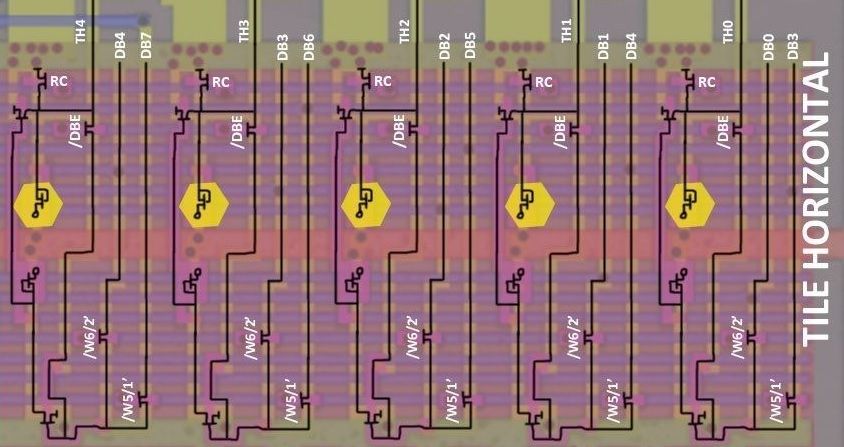 TH4
DB4
DB7
TH3
DB3
DB6
TH2
DB2
DB5
TH1
DB1
DB4
TH0
DB0
DB3
RC
RC
RC
RC
RC
/DBE
/DBE
/DBE
/DBE
/DBE
TILE HORIZONTAL
/W6/2'
/W6/2'
/W6/2'
/W6/2'
/W6/2'
/W5/1'
/W5/1'
/W5/1'
/W5/1'
/W5/1'